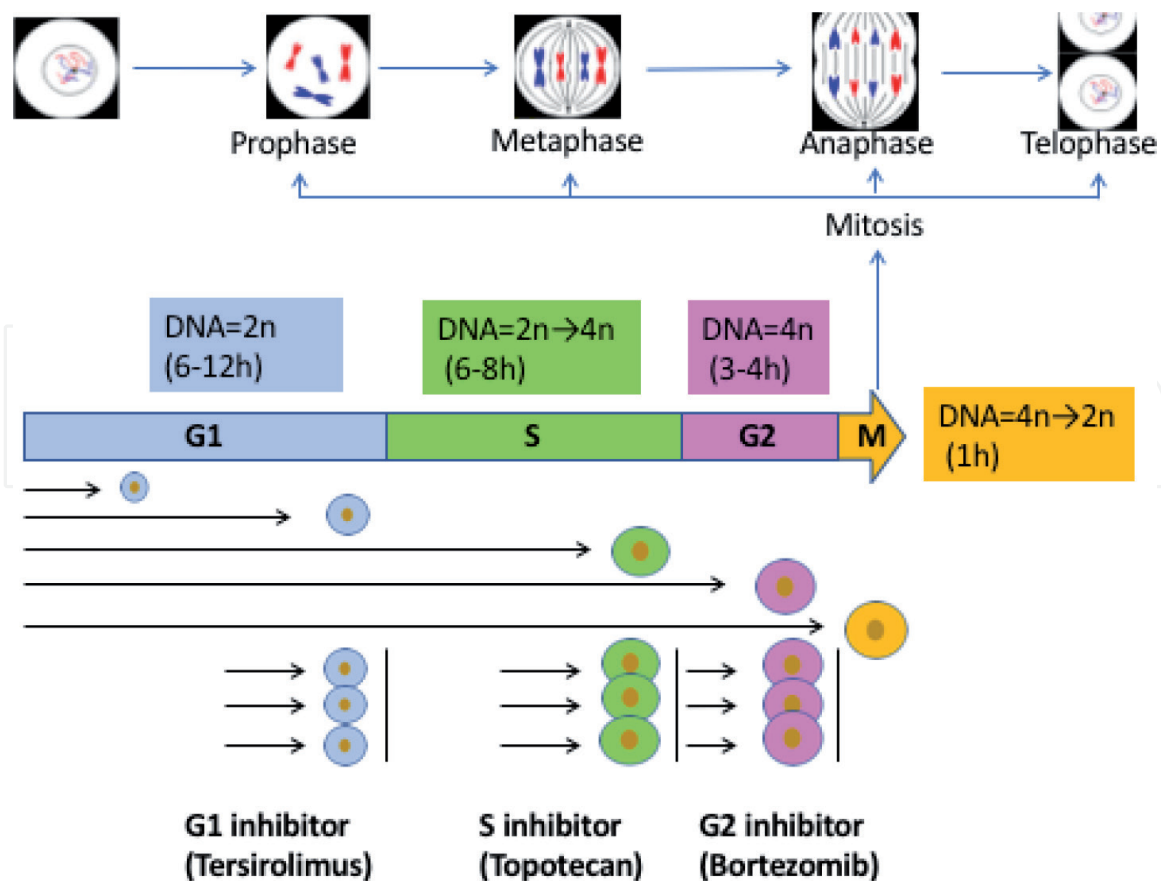 Prophase
Metaphase
Anaphase
Telophase
Mitosis
DNA=2n
(6-12h)
DNA=2n→4n
(6-8h)
DNA=4n
(3-4h)
G1
S
G2
M
DNA=4n→2n
(1h)
G1 inhibitor
(Tersirolimus)
S inhibitor
(Topotecan)
G2 inhibitor
(Bortezomib)